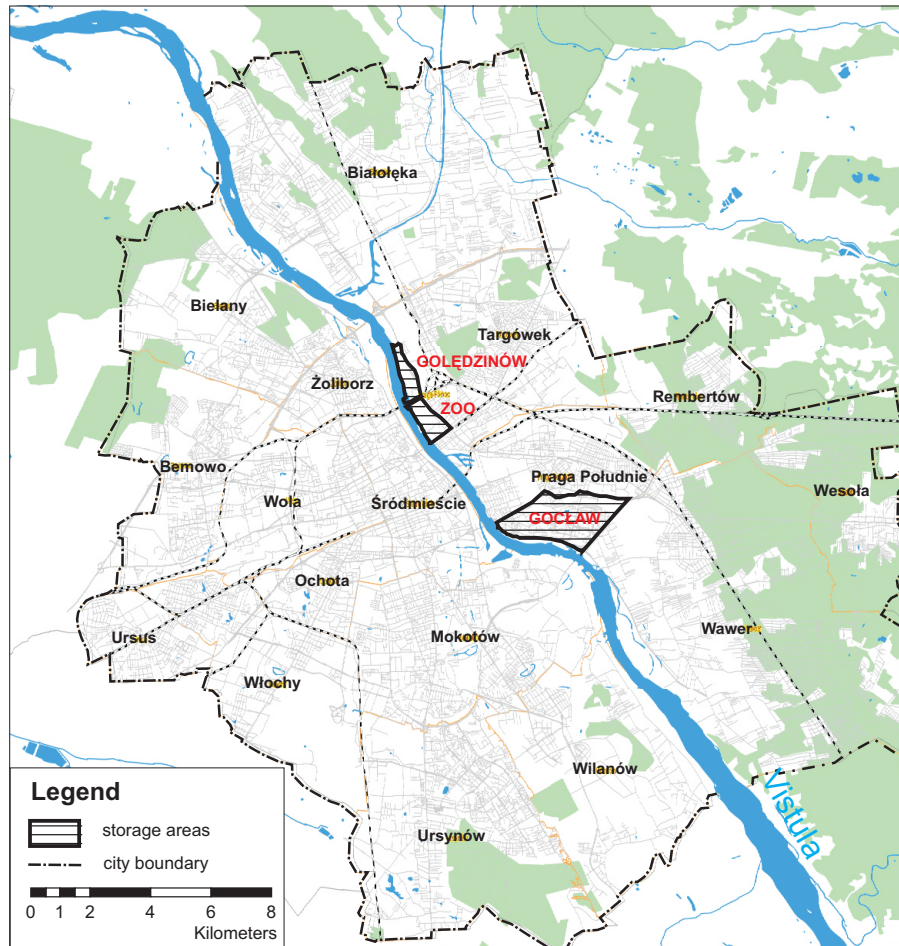 Białołęka
Bielany
Targówek
GOLĘDZINÓW
Żoliborz
ZOO
Rembertów
Bemowo
Praga Południe
Wola
Śródmieście
Wesoła
GOCŁAW
Ochota
Ursus
Mokotów
Wawer
Włochy
Wilanów
Vistula
Ursynów
Legend
storage areas
city boundary
0 1 2 4 6 8
Kilometers